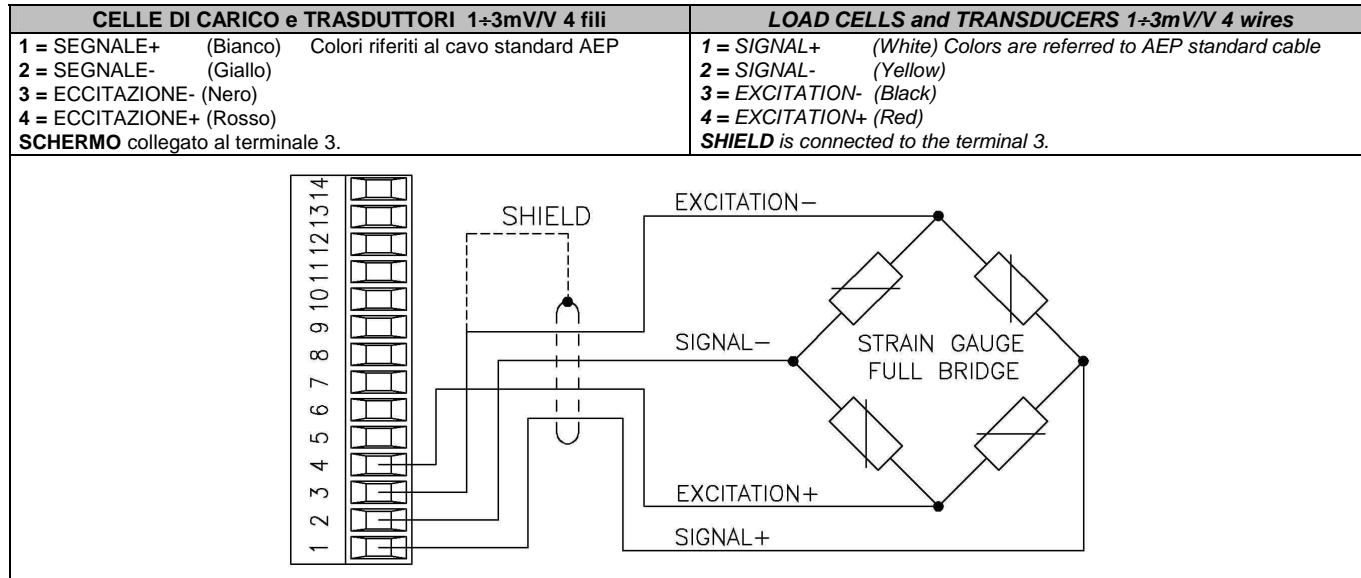 CELLE DI CARICO e TRASDUTTORI 1÷3mV/V 4 fili
1 = SEGNALE+ (Bianco) Colori riferiti al cavo standard AEP
2 = SEGNALE- (Giallo)
3 = ECCITAZIONE- (Nero)
4 = ECCITAZIONE+ (Rosso)
SCHERMO collegato al terminale 3.
LOAD CELLS and TRANSDUCERS 1÷3mV/V 4 wires
1 = SIGNAL+ (White) Colors are referred to AEP standard cable
2 = SIGNAL- (Yellow)
3 = EXCITATION- (Black)
4 = EXCITATION+ (Red)
SHIELD is connected to the terminal 3.
14
13
12
11
10
9
8
7
6
5
4
3
2
1
SHIELD
EXCITATION−
SIGNAL−
STRAIN GAUGE
FULL BRIDGE
EXCITATION+
SIGNAL+